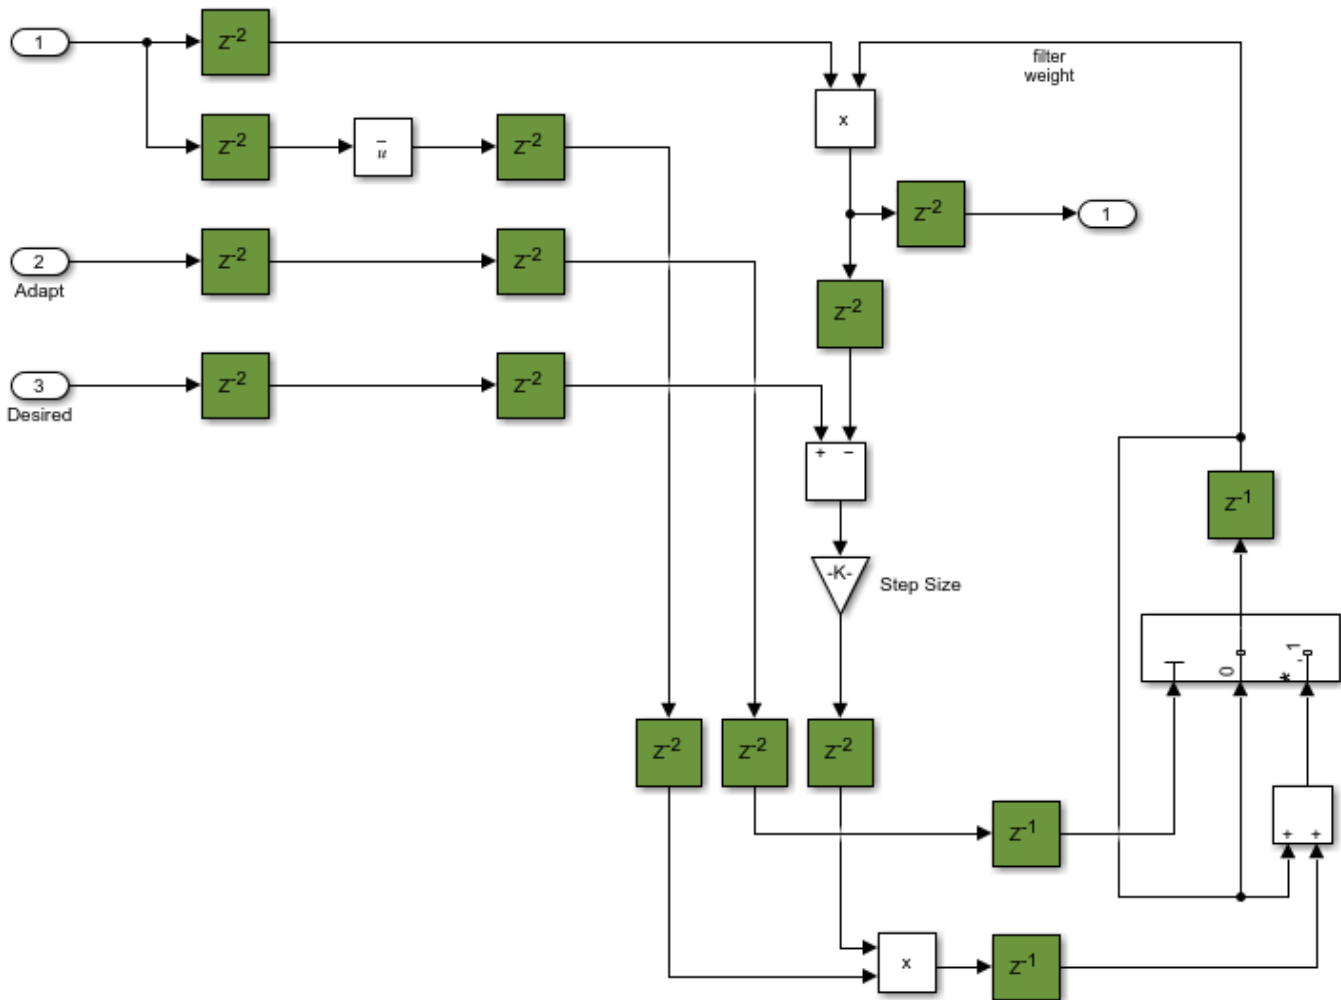 1
Z-2
filter
weight
x
Z-2
u
Z-2
Z-2
1
2
Adapt
Z-2
Z-2
Z-2
3
Desired
Z-2
Z-2
+ −
Z-1
-K-
Step Size
0
*, 1
Z-2
Z-2
Z-2
Z-1
+ +
x
Z-1